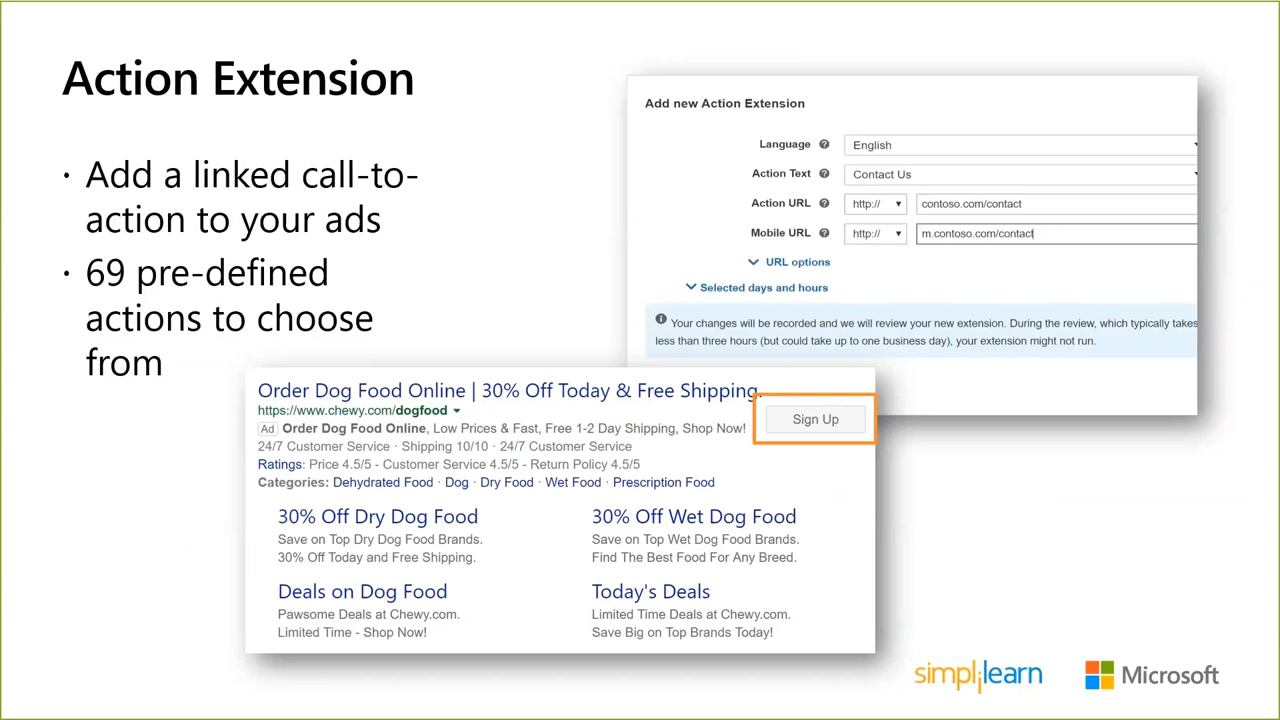 Action Extension
· Add a linked call-to-
action to your ads
· 69 pre-defined
actions to choose
from
Add new Action Extension
Language English
Action Text Contact Us
Action URL http:// contoso.com/contact
Mobile URL http:// m.contoso.com/contact
URL options
Selected days and hours
Your changes will be recorded and we will review your new extension. During the review, which typically takes
less than three hours (but could take up to one business day), your extension might not run.
Order Dog Food Online | 30% Off Today & Free Shipping.
https://www.chewy.com/dogfood
Ad Order Dog Food Online, Low Prices & Fast, Free 1-2 Day Shipping, Shop Now!
Sign Up
24/7 Customer Service · Shipping 10/10 · 24/7 Customer Service
Ratings: Price 4.5/5 - Customer Service 4.5/5 - Return Policy 4.5/5
Categories: Dehydrated Food · Dog · Dry Food · Wet Food · Prescription Food
30% Off Dry Dog Food
Save on Top Dry Dog Food Brands.
30% Off Today and Free Shipping.
30% Off Wet Dog Food
Save on Top Wet Dog Food Brands.
Find The Best Food For Any Breed.
Deals on Dog Food
Pawsome Deals at Chewy.com.
Limited Time - Shop Now!
Today's Deals
Limited Time Deals at Chewy.com.
Save Big on Top Brands Today!
simplilearn
Microsoft